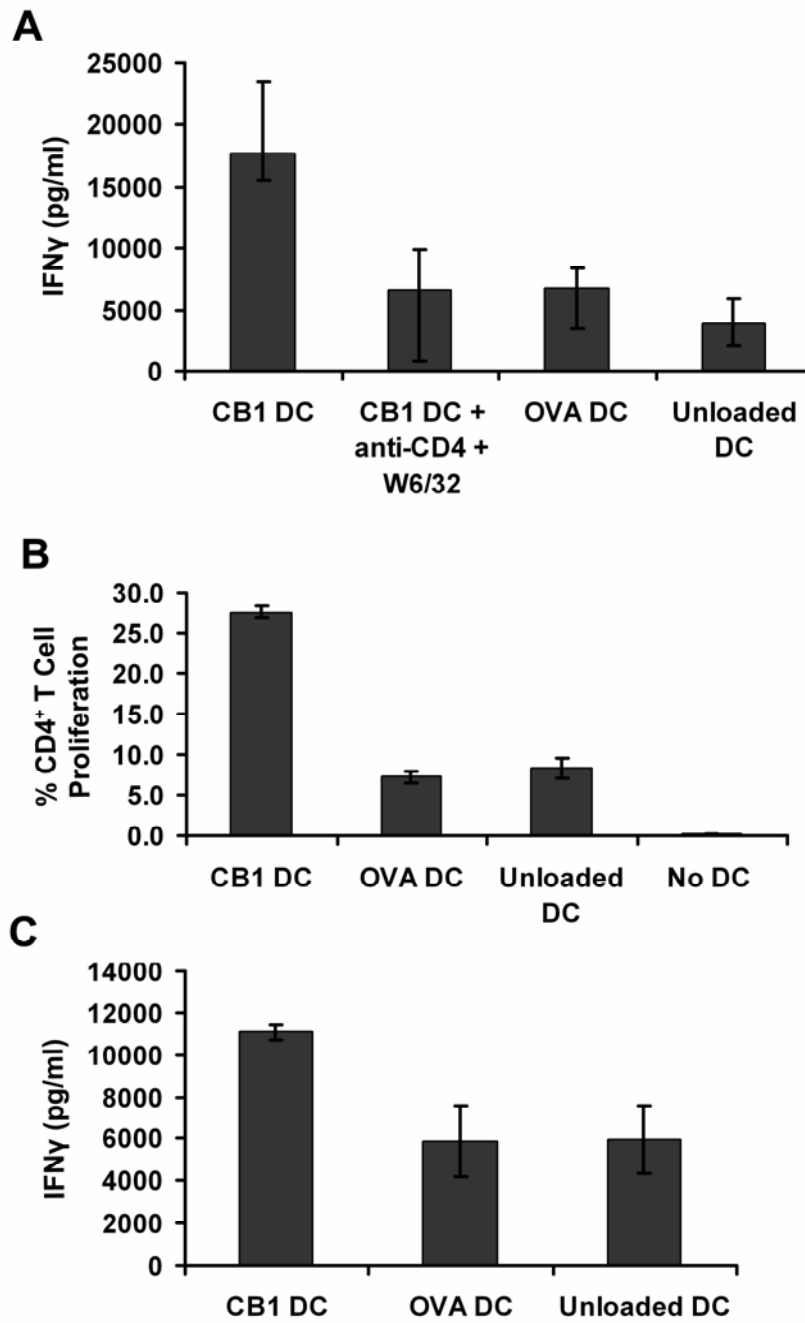 A
25000
20000
15000
10000
5000
0
IFNγ (pg/ml)
CB1 DC
CB1 DC +
anti-CD4 +
W6/32
OVA DC
Unloaded
DC
B
30.0
25.0
20.0
15.0
10.0
5.0
0.0
% CD4⁺ T Cell
Proliferation
CB1 DC
OVA DC
Unloaded
DC
No DC
C
14000
12000
10000
8000
6000
4000
2000
0
IFNγ (pg/ml)
CB1 DC
OVA DC
Unloaded DC